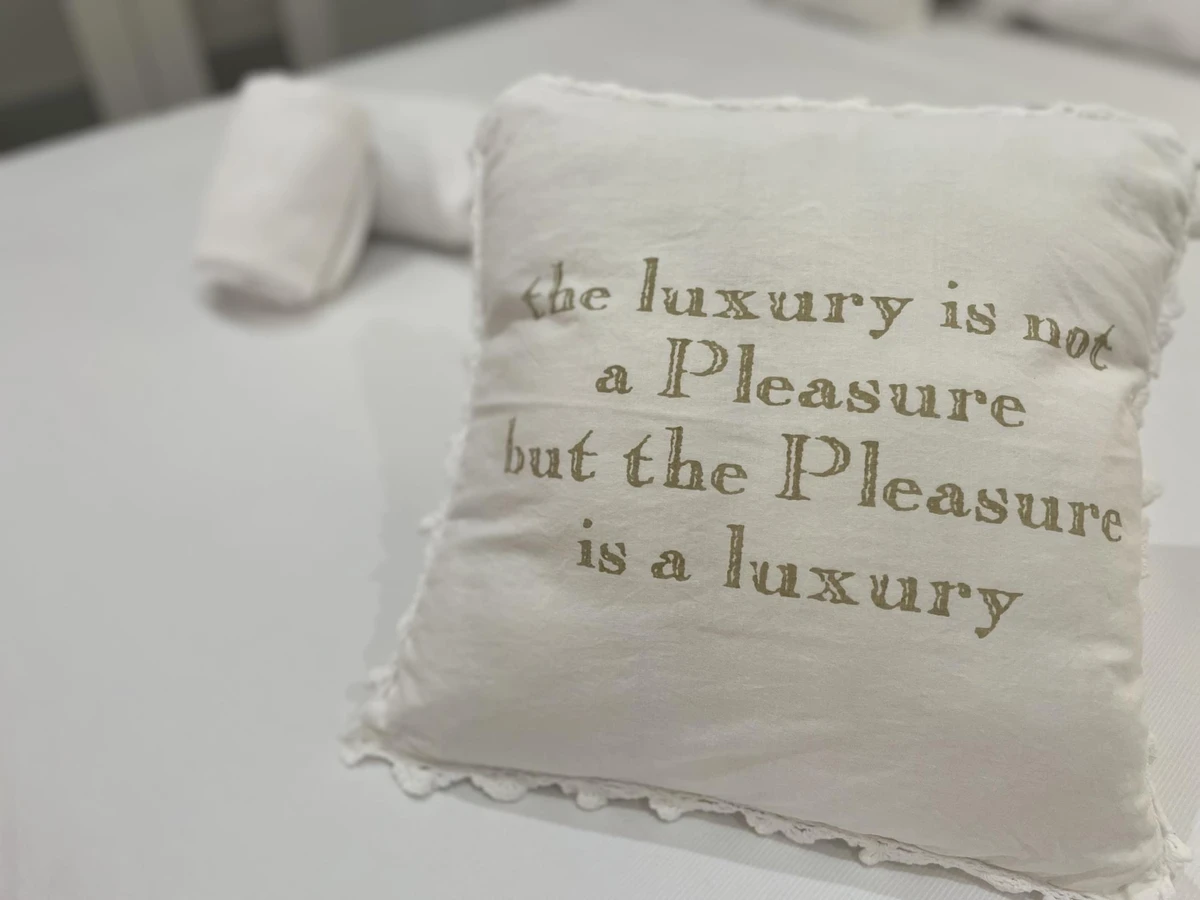 the luxury is not
a Pleasure
but the Pleasure
is a luxury